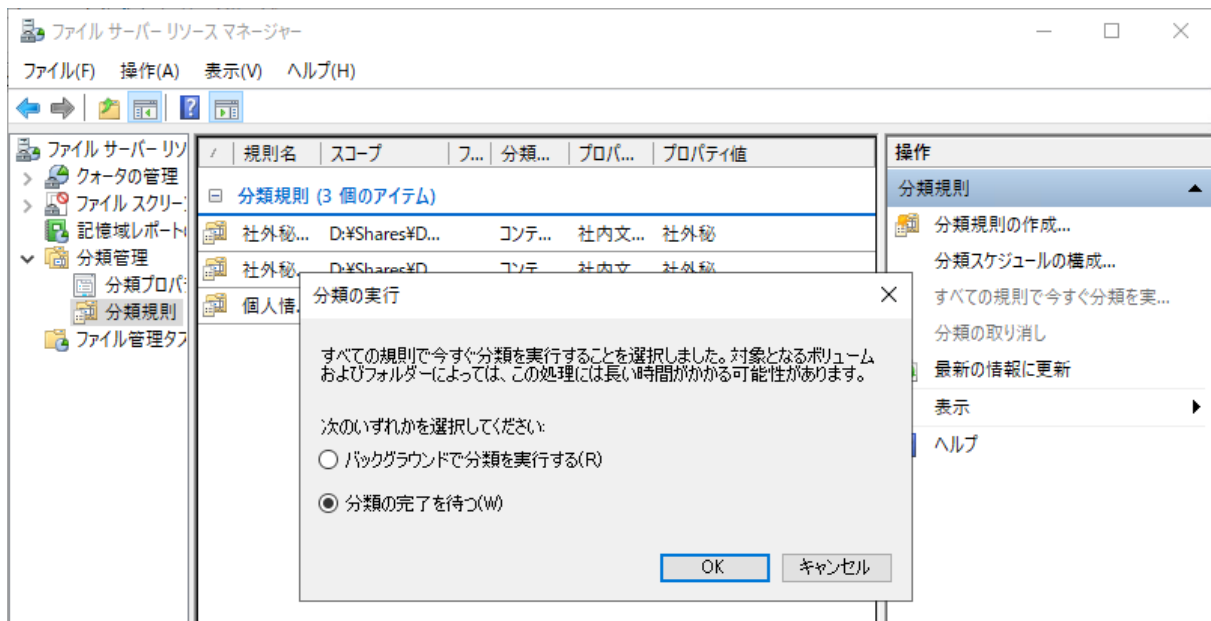 ファイル サーバー リソース マネージャー
ファイル(F) 操作(A) 表示(V) ヘルプ(H)
ファイル サーバー リソ
クォータの管理
ファイル スクリーン
記憶域レポート
分類管理
分類プロパ
分類規則
ファイル管理タス
規則名 スコープ フ... 分類... プロパ... プロパティ値
分類規則 (3 個のアイテム)
社外秘... D:¥Shares¥D... コンテ... 社内文... 社外秘
社外秘... D:¥Shares¥D... コンテ... 社内文... 社外秘
個人情
操作
分類規則
分類規則の作成...
分類スケジュールの構成...
すべての規則で今すぐ分類を実...
分類の取り消し
最新の情報に更新
表示
ヘルプ
分類の実行
すべての規則で今すぐ分類を実行することを選択しました。対象となるボリューム
およびフォルダーによっては、この処理には長い時間がかかる可能性があります。
次のいずれかを選択してください:
バックグラウンドで分類を実行する(R)
分類の完了を待つ(W)
OK キャンセル